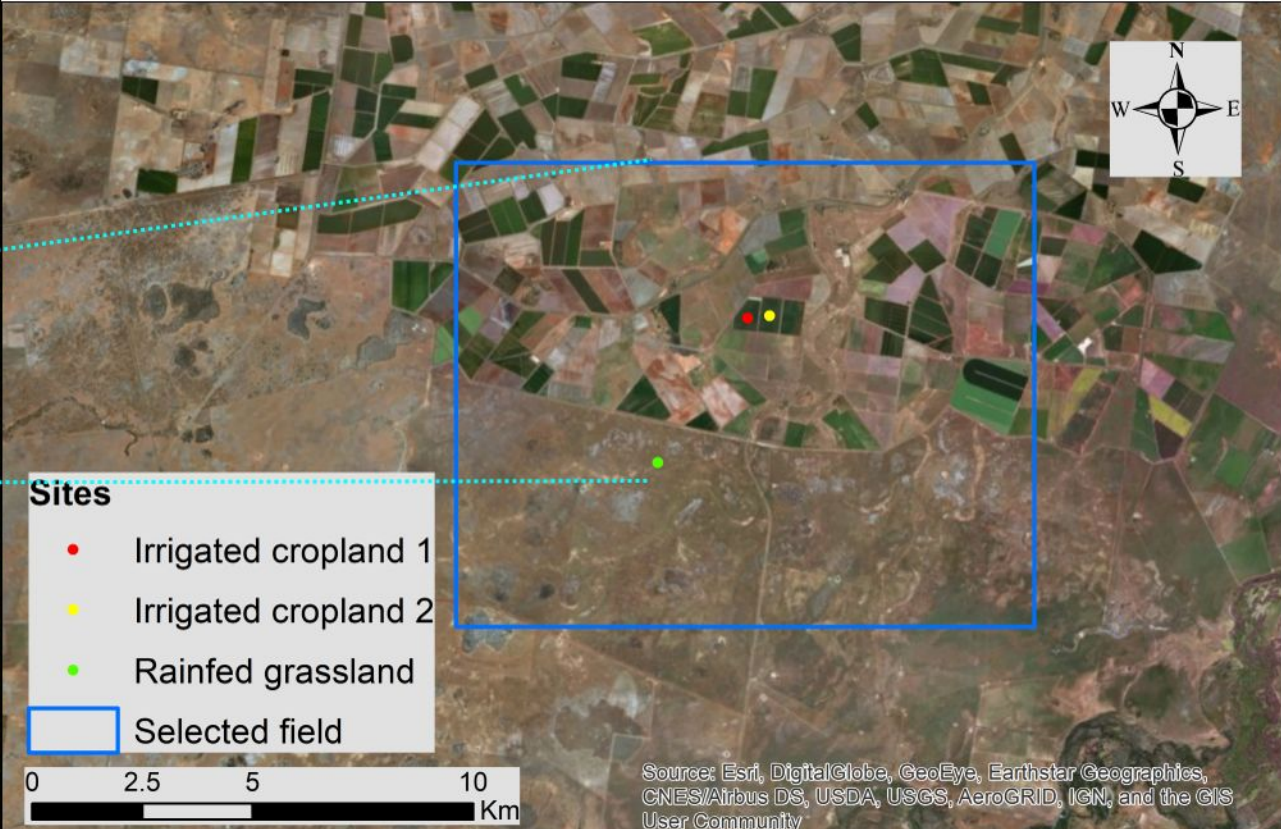 N
W E
S
Sites
Irrigated cropland 1
Irrigated cropland 2
Rainfed grassland
Selected field
0 2.5 5 10
Km
Source: Esri, DigitalGlobe, GeoEye, Earthstar Geographics,
CNES/Airbus DS, USDA, USGS, AeroGRID, IGN, and the GIS
User Community